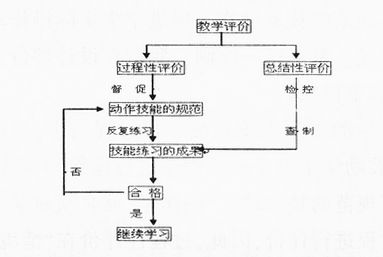 教学评价
过程性评价
总结性评价
督 促
检 控
动作技能的规范
反复练习
查 制
技能练习的成果
否
合 格
是
继续学习